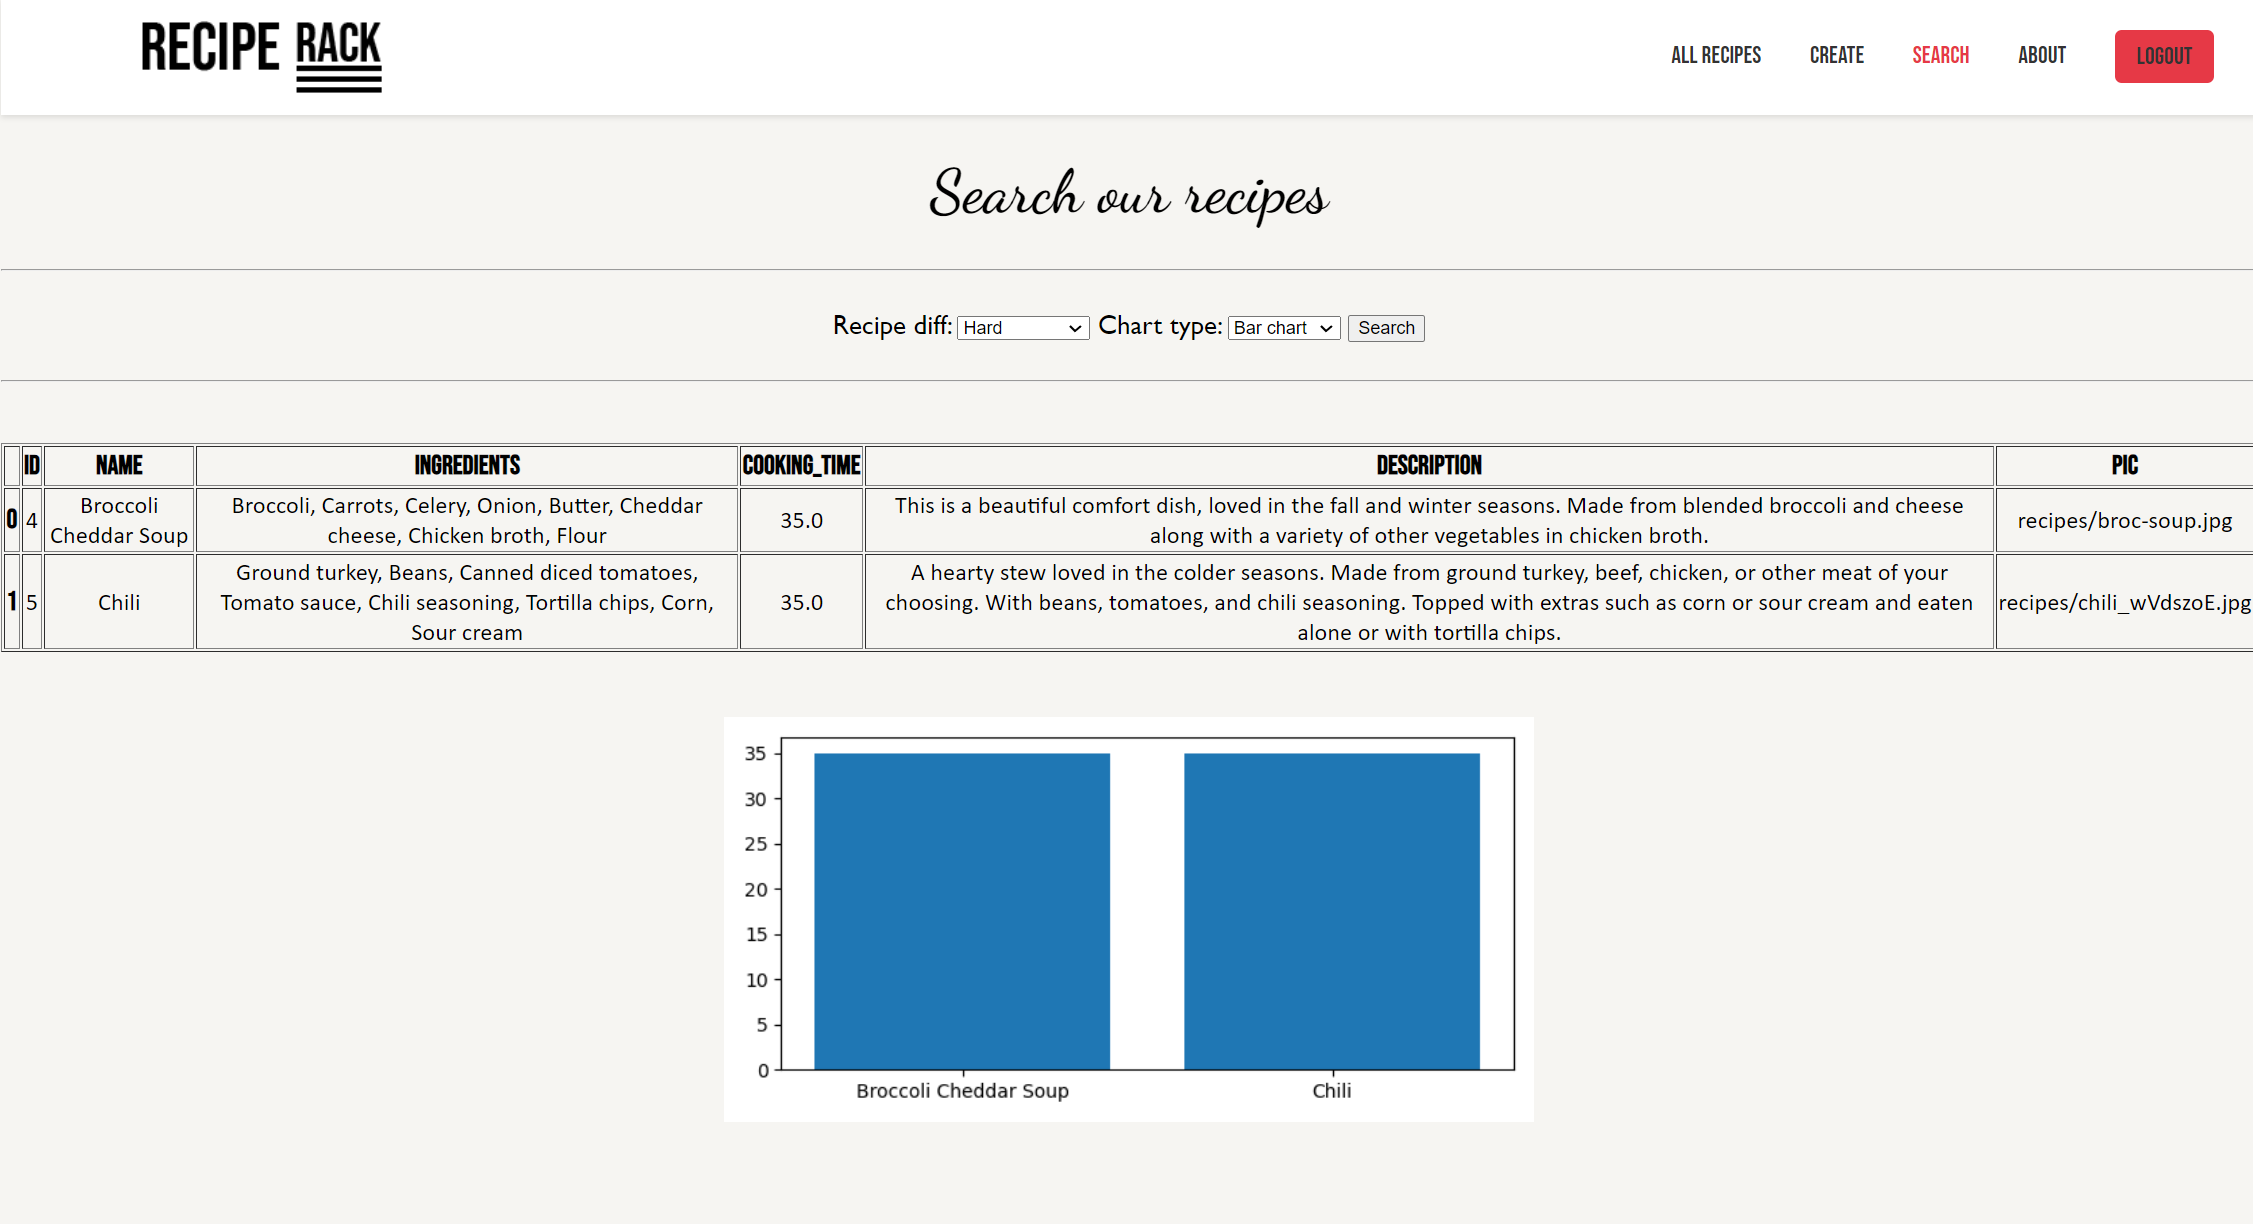 RECIPE RACK
ALL RECIPES CREATE SEARCH ABOUT LOGOUT
Search our recipes
Recipe diff: Hard Chart type: Bar chart Search
ID NAME INGREDIENTS COOKING_TIME DESCRIPTION PIC
0 4 Broccoli Cheddar Soup Broccoli, Carrots, Celery, Onion, Butter, Cheddar cheese, Chicken broth, Flour 35.0 This is a beautiful comfort dish, loved in the fall and winter seasons. Made from blended broccoli and cheese along with a variety of other vegetables in chicken broth. recipes/broc-soup.jpg
1 5 Chili Ground turkey, Beans, Canned diced tomatoes, Tomato sauce, Chili seasoning, Tortilla chips, Corn, Sour cream 35.0 A hearty stew loved in the colder seasons. Made from ground turkey, beef, chicken, or other meat of your choosing. With beans, tomatoes, and chili seasoning. Topped with extras such as corn or sour cream and eaten alone or with tortilla chips. recipes/chili_wVdszoE.jpg
35
30
25
20
15
10
5
0
Broccoli Cheddar Soup Chili